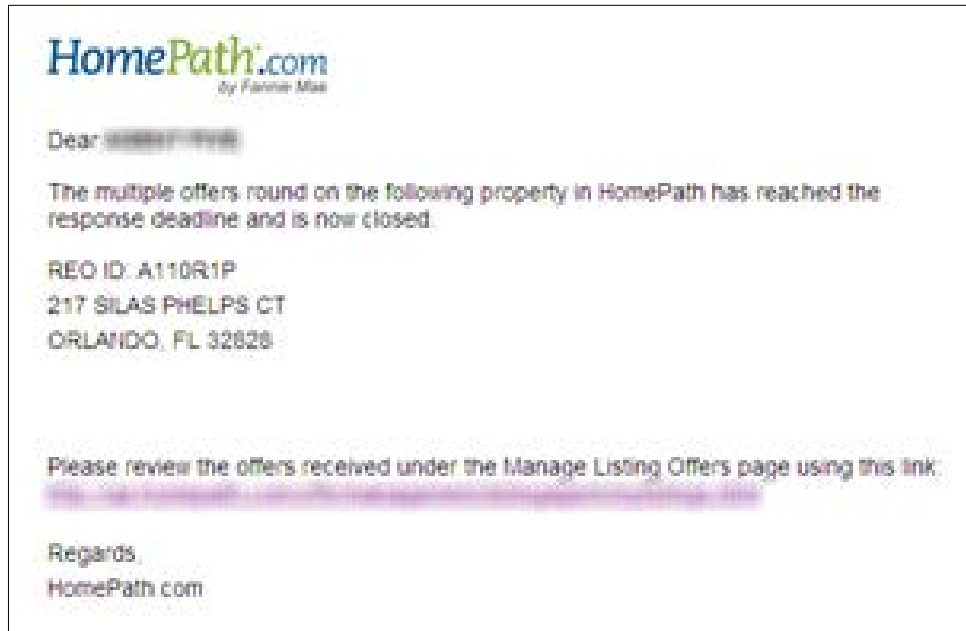 HomePath.com
by Fannie Mae
Dear
The multiple offers round on the following property in HomePath has reached the
response deadline and is now closed.
REO ID: A110R1P
217 SILAS PHELPS CT
ORLANDO, FL 32828
Please review the offers received under the Manage Listing Offers page using this link:
Regards,
HomePath.com